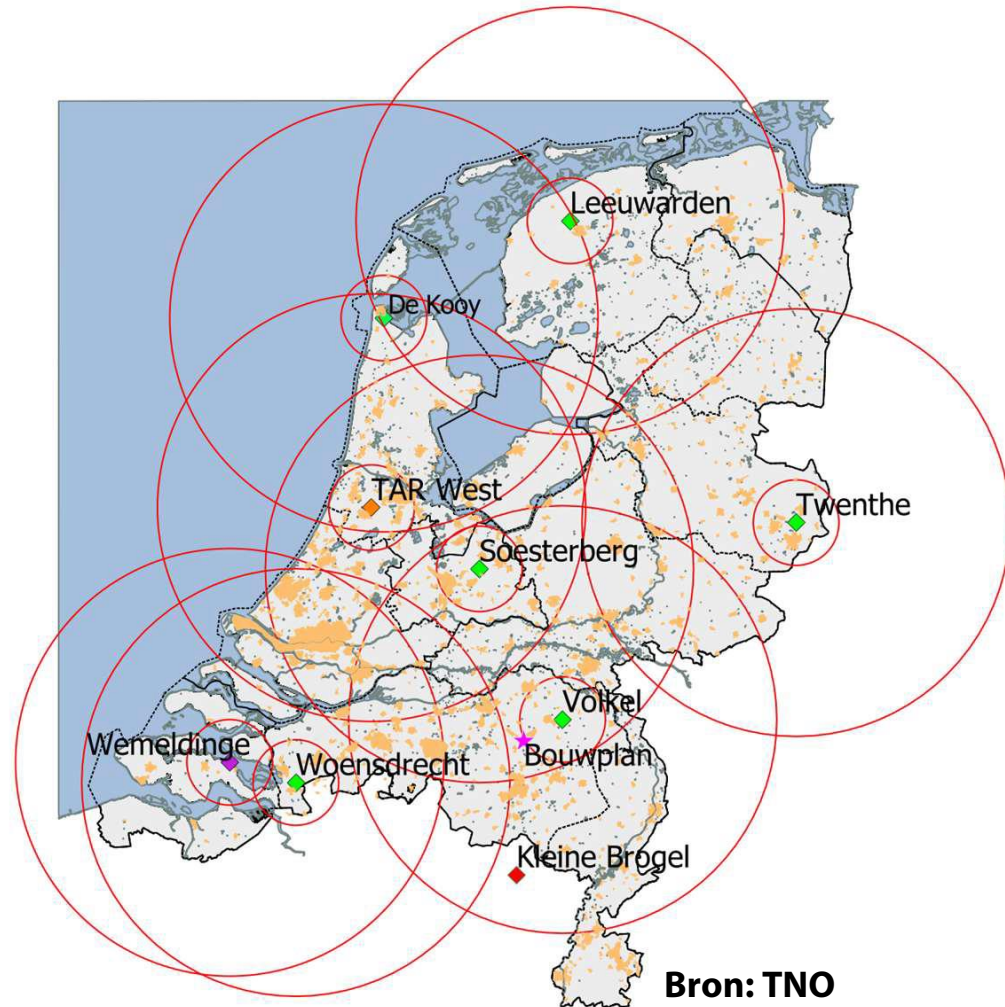 Leeuwarden
De Kooy
TAR West
Twenthe
Soesterberg
Volkel
Wemeldinge
Bouwplan
Woensdrecht
Kleine Brogel
Bron: TNO